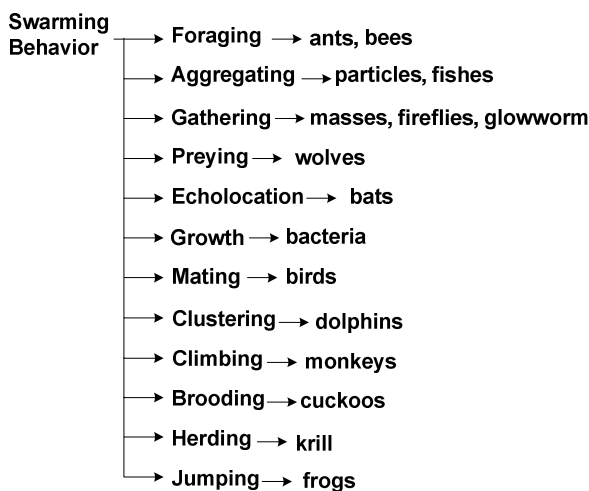 Swarming
Behavior
Foraging ants, bees
Aggregating particles, fishes
Gathering masses, fireflies, glowworm
Preying wolves
Echolocation bats
Growth bacteria
Mating birds
Clustering dolphins
Climbing monkeys
Brooding cuckoos
Herding krill
Jumping frogs